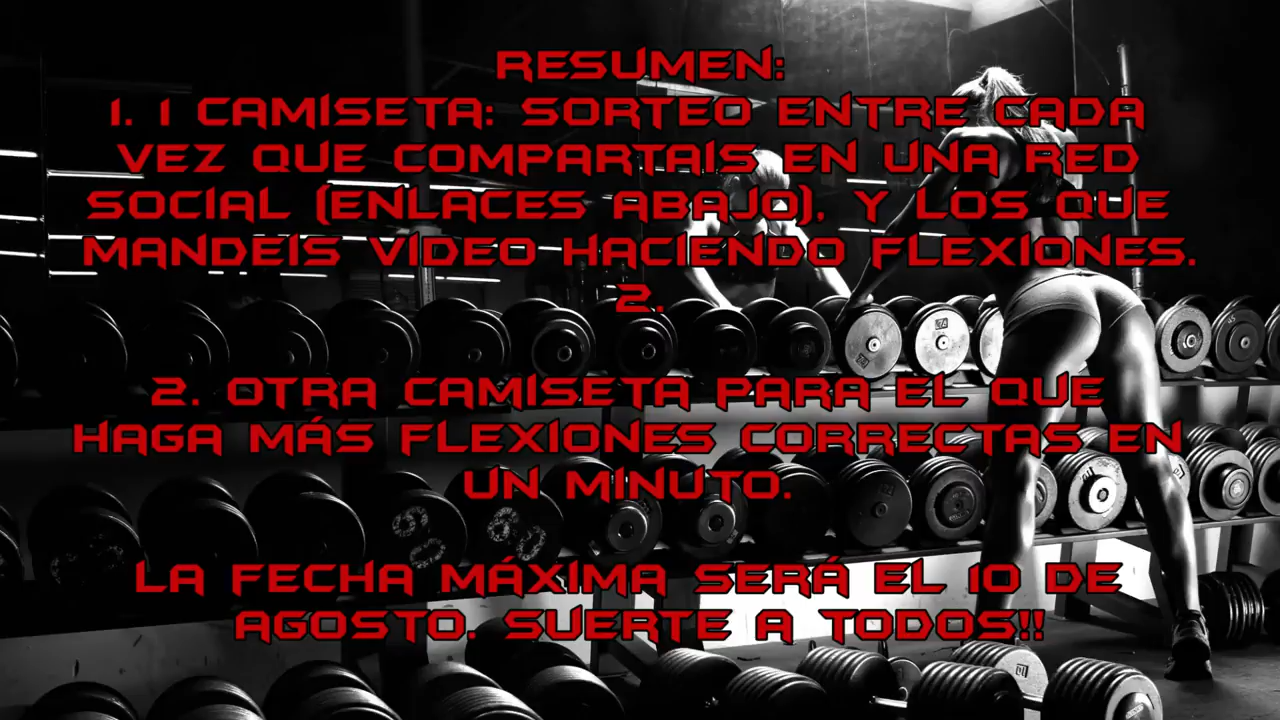 RESUMEN:
1. 1 CAMISETA: SORTEO ENTRE CADA
VEZ QUE COMPARTAIS EN UNA RED
SOCIAL (ENLACES ABAJO), Y LOS QUE
MANDEIS VÍDEO HACIENDO FLEXIONES.
2.
2. OTRA CAMISETA PARA EL QUE
HAGA MÁS FLEXIONES CORRECTAS EN
UN MINUTO.
LA FECHA MÁXIMA SERÁ EL 10 DE
AGOSTO. SUERTE A TODOS!!